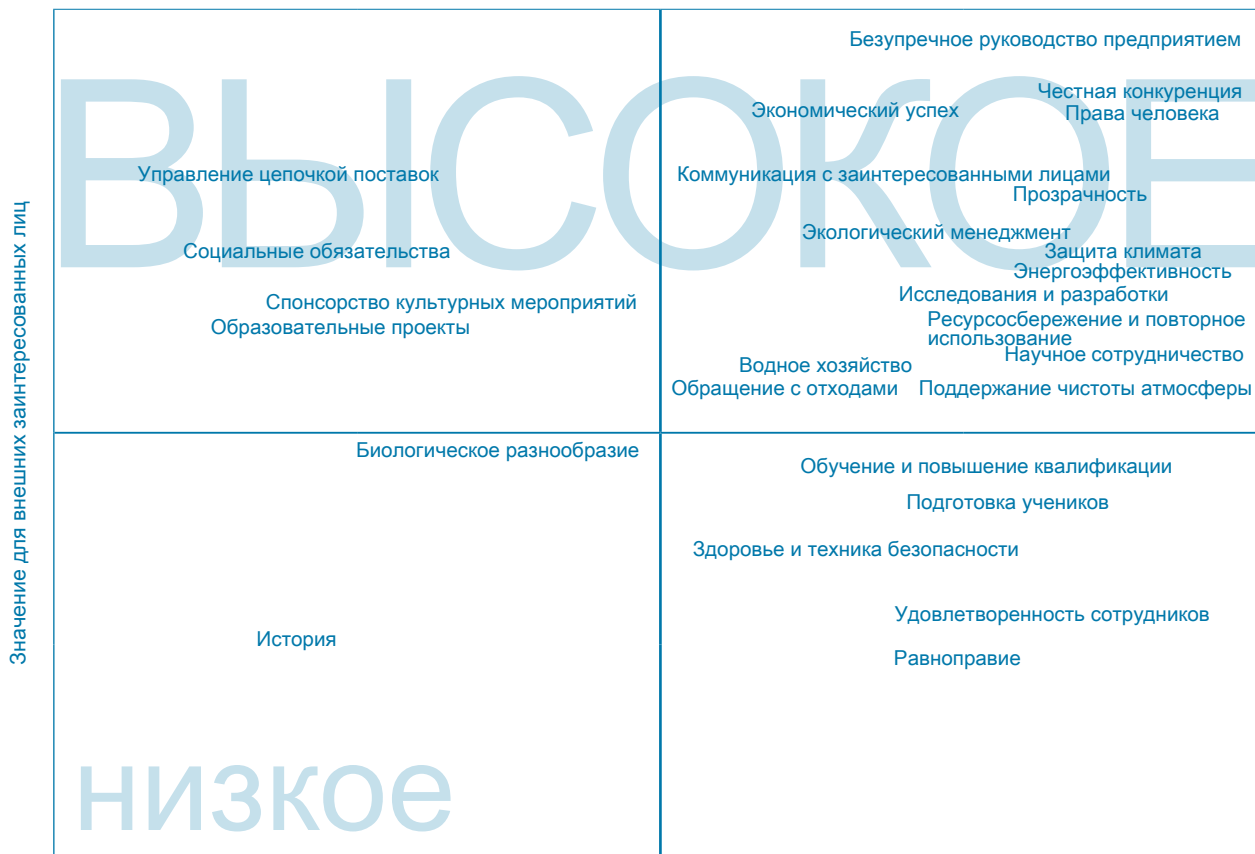 Значение для внешних заинтересованных лиц
ВЫСОКОЕ
Безупречное руководство предприятием
Честная конкуренция
Экономический успех
Права человека
Управление цепочкой поставок
Коммуникация с заинтересованными лицами
Прозрачность
Экологический менеджмент
Социальные обязательства
Защита климата
Энергоэффективность
Исследования и разработки
Спонсорство культурных мероприятий
Образовательные проекты
Ресурсосбережение и повторное
использование
Научное сотрудничество
Водное хозяйство
Обращение с отходами
Поддержание чистоты атмосферы
Биологическое разнообразие
Обучение и повышение квалификации
Подготовка учеников
Здоровье и техника безопасности
Удовлетворенность сотрудников
История
Равноправие
низкое